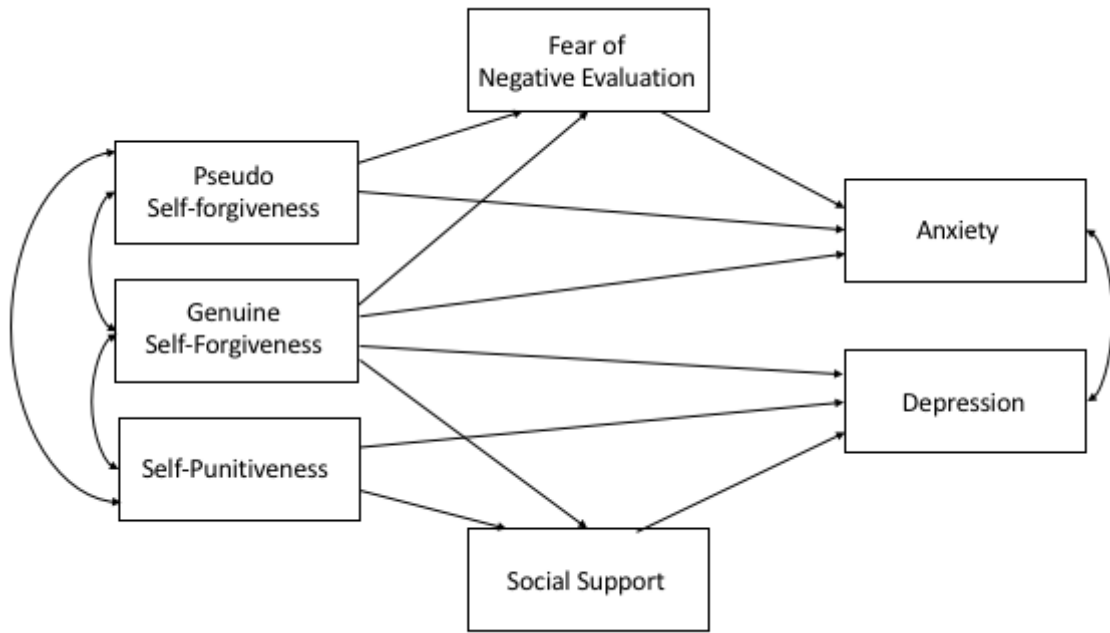 Fear of
Negative Evaluation
Pseudo
Self-forgiveness
Anxiety
Genuine
Self-Forgiveness
Depression
Self-Punitiveness
Social Support